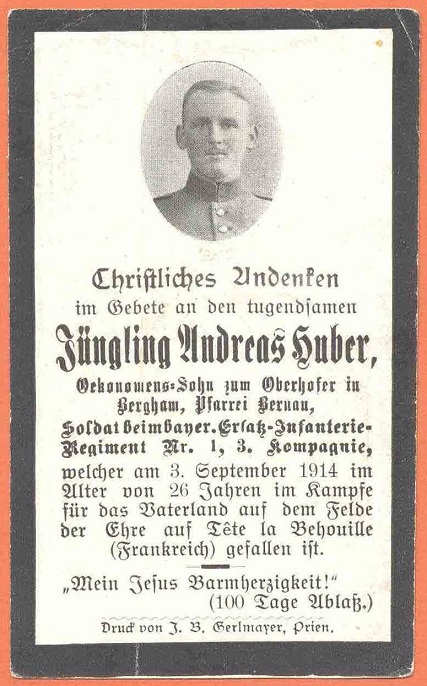 Christliches Andenken
im Gebete an den tugendsamen
Jüngling Andreas Huber,
Oekonomens-Sohn zum Oberhofer in
Bergham, Pfarrei Bernau,
Soldat beim bayer. Ersatz-Infanterie-
Regiment Nr. 1, 3. Kompagnie,
welcher am 3. September 1914 im
Alter von 26 Jahren im Kampfe
für das Vaterland auf dem Felde
der Ehre auf Tête la Behouille
(Frankreich) gefallen ist.
„Mein Jesus Barmherzigkeit!“
(100 Tage Ablaß.)
Druck von J. B. Gerlmayer, Prien.